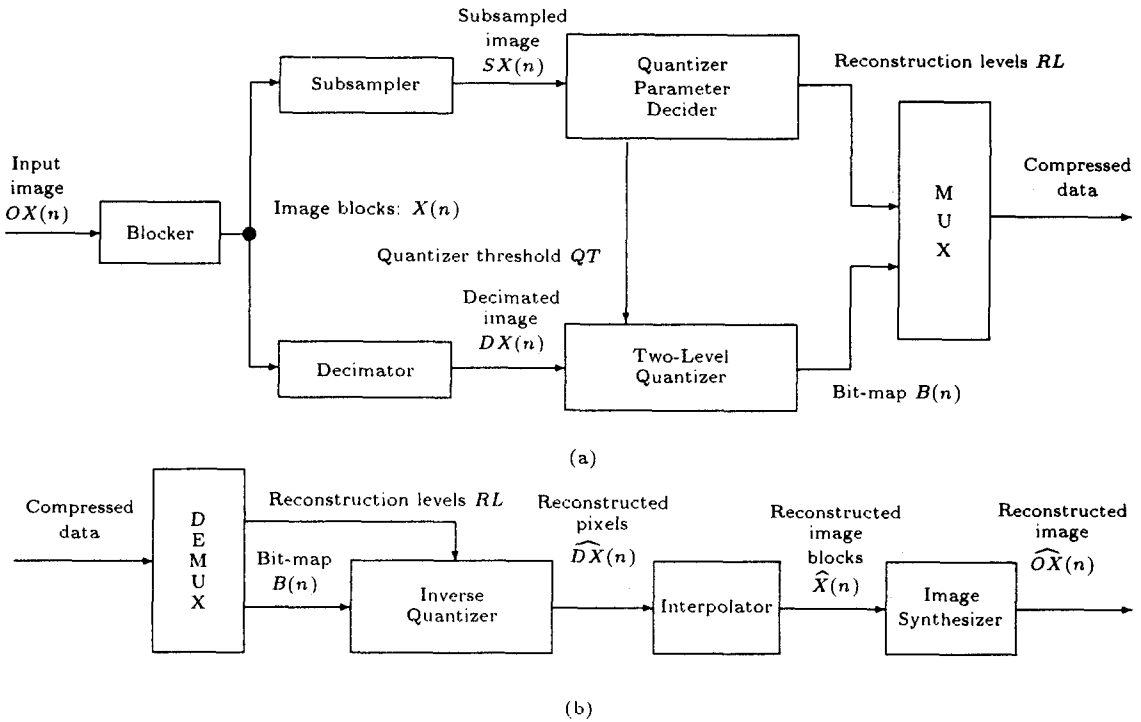 Subsampled
image
SX(n)
Subsampler
Quantizer
Parameter
Decider
Reconstruction levels RL
Input
image
OX(n)
Blocker
Image blocks: X(n)
Quantizer threshold QT
M
U
X
Compressed
data
Decimated
image
DX(n)
Decimator
Two-Level
Quantizer
Bit-map B(n)
(a)
Compressed
data
D
E
M
U
X
Reconstruction levels RL
Bit-map
B(n)
Inverse
Quantizer
Reconstructed
pixels
D̂X(n)
Interpolator
Reconstructed
image
blocks
X̂(n)
Image
Synthesizer
Reconstructed
image
ÔX(n)
(b)